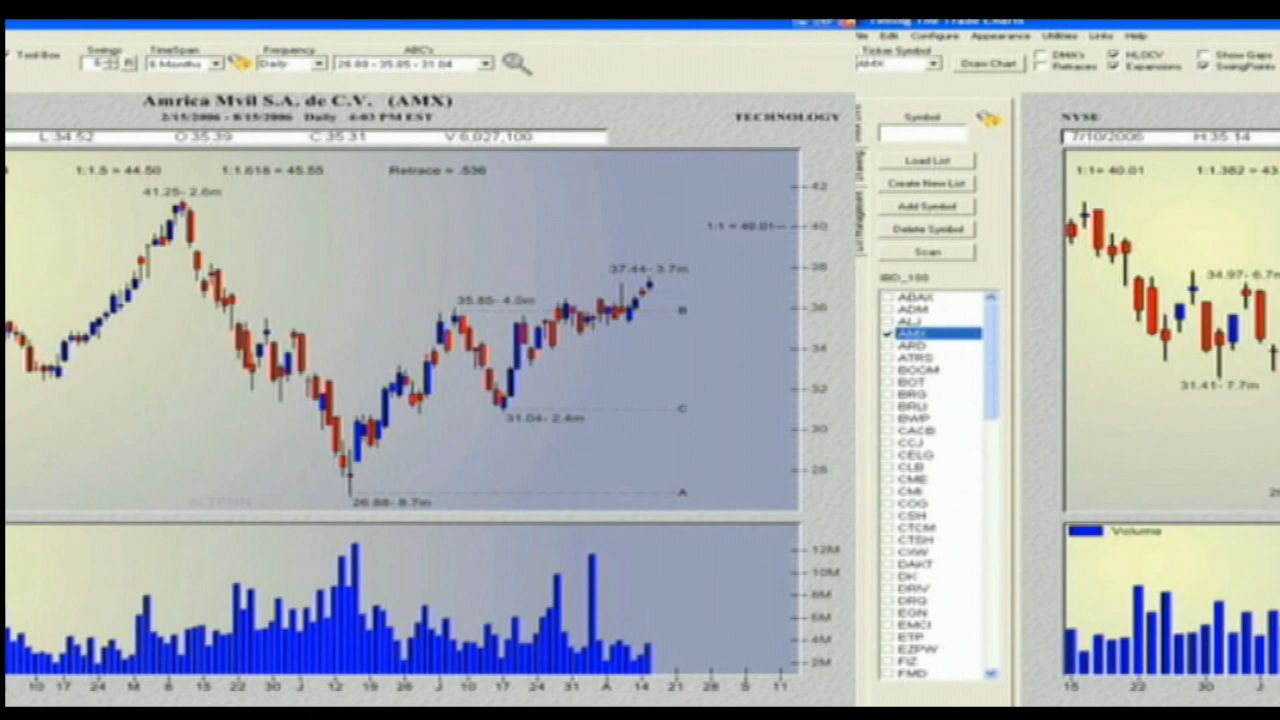 Timing The Trade Charts
File Edit Configure Appearance Utilities Links Help
Tool Box
Swings
TimeSpan
Frequency
ABC's
Ticker Symbol
6 Months
Daily
26.88 - 35.85 - 31.04
AMX
Draw Chart
DMA's
HLOCV
Show Gaps
Retraces
Expansions
SwingPoints
Amrica Mvil S.A. de C.V. (AMX)
2/15/2006 - 8/15/2006 Daily 4:03 PM EST
TECHNOLOGY
L:34.52 O:35.39 C:35.31 V:6,027,100
1:1.5 = 44.50 1:1.618 = 45.55 Retrace = .536
41.25- 2.6m
1:1 = 40.01
37.44- 3.7m
35.85- 4.0m
31.04- 2.4m
26.88- 8.7m
B
C
A
42
40
38
36
34
32
30
28
12M
10M
8M
6M
4M
2M
10 17 24 M 8 15 22 30 J 12 19 26 J 10 17 24 31 A 14 21 28 S 11
Symbol
Load List
Create New List
Add Symbol
Delete Symbol
Scan
IBD_100
ABAX
ADM
ALJ
AMX
ARD
ATRS
BOOM
BOT
BRG
BRLI
BWP
CACB
CCJ
CELG
CLB
CME
CMI
COG
CSH
CTCM
CTSH
CXW
DAKT
DK
DRIV
DRQ
EGN
EMCI
ETP
EZPW
FIZ
FMD
NYSE
7/10/2006 H:35.14
1:1= 40.01 1:1.382 = 43.
34.97- 6.7m
31.41- 7.7m
Volume
15 22 30 J